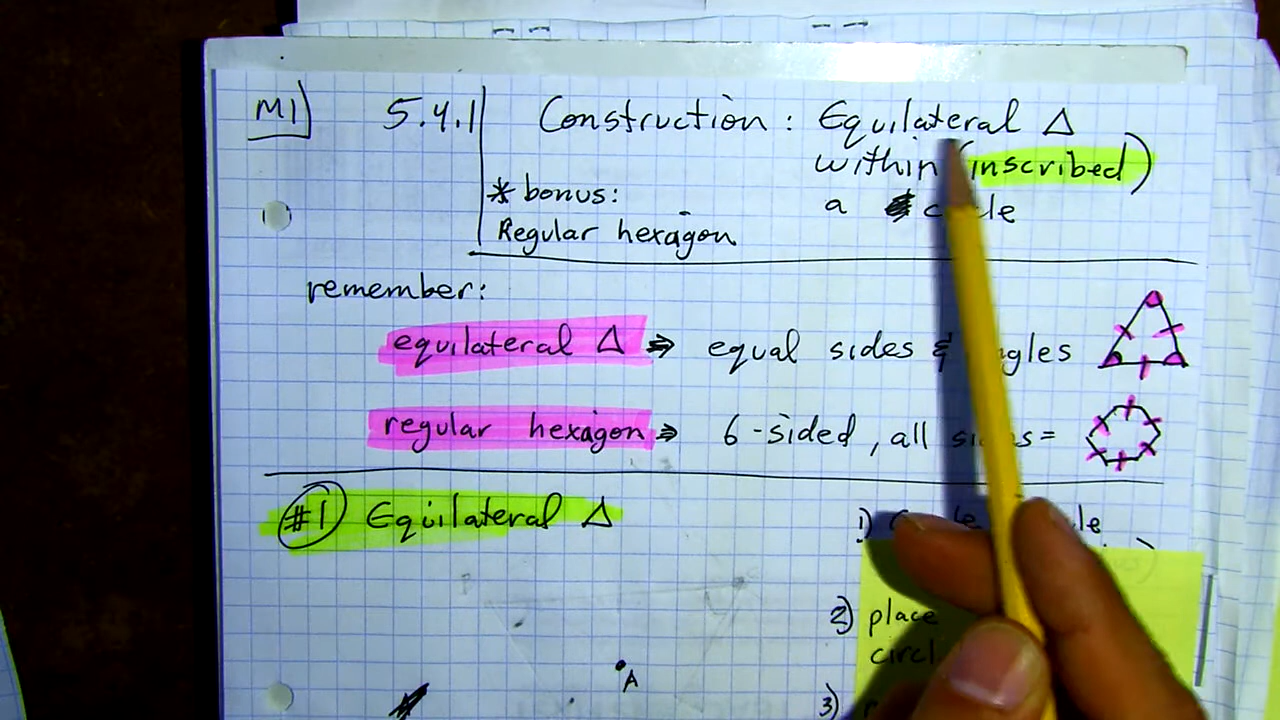 M1) 5.4.1 Construction: Equilateral Δ
within (inscribed)
a
* bonus:
Regular hexagon
remember:
equilateral Δ ⇒ equal sides &
regular hexagon ⇒ 6-sided, all =
#1 Equilateral Δ
1)
2) place
A
3)